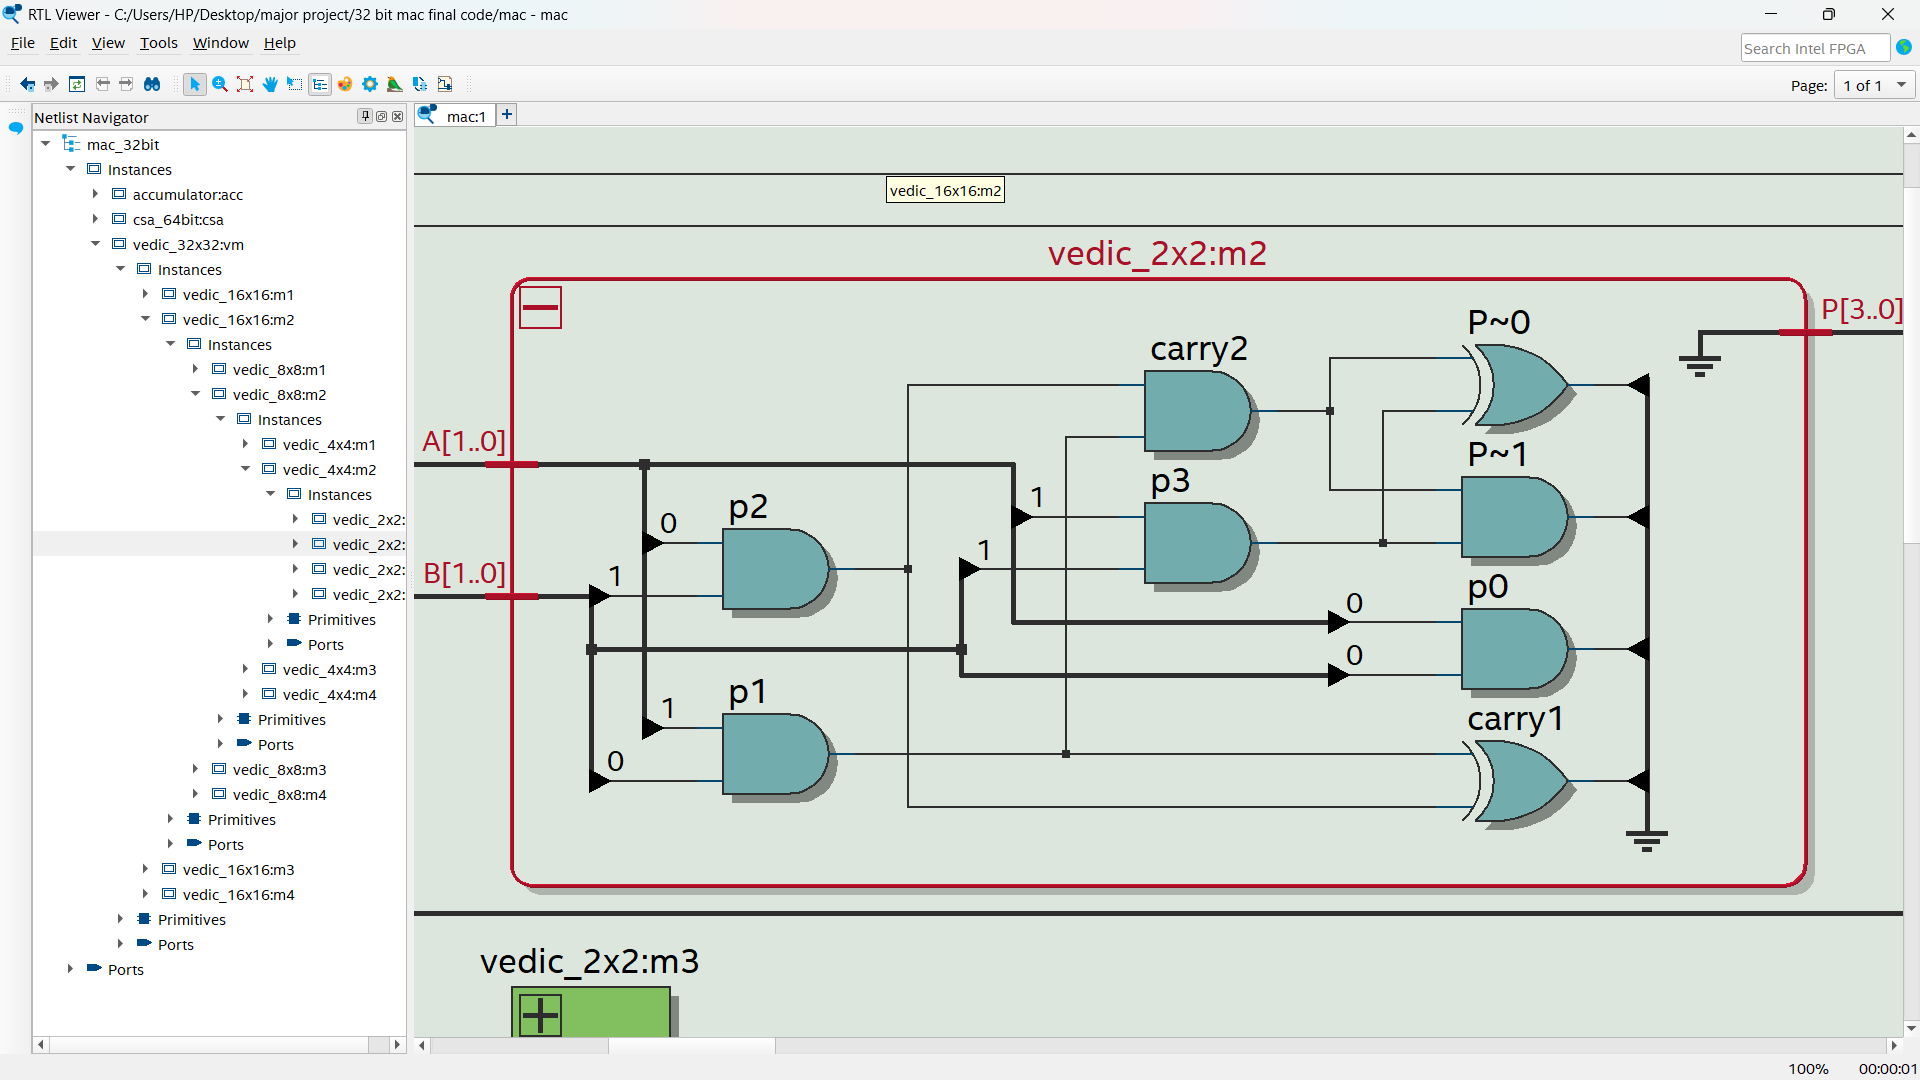 RTL Viewer - C:/Users/HP/Desktop/major project/32 bit mac final code/mac - mac
File Edit View Tools Window Help
Search Intel FPGA
Page: 1 of 1
Netlist Navigator
mac_32bit
Instances
accumulator:acc
csa_64bit:csa
vedic_32x32:vm
Instances
vedic_16x16:m1
vedic_16x16:m2
Instances
vedic_8x8:m1
vedic_8x8:m2
Instances
vedic_4x4:m1
vedic_4x4:m2
Instances
vedic_2x2:
vedic_2x2:
vedic_2x2:
vedic_2x2:
Primitives
Ports
vedic_4x4:m3
vedic_4x4:m4
Primitives
Ports
vedic_8x8:m3
vedic_8x8:m4
Primitives
Ports
vedic_16x16:m3
vedic_16x16:m4
Primitives
Ports
Ports
mac:1
vedic_16x16:m2
vedic_2x2:m2
P[3..0]
P~0
carry2
A[1..0]
P~1
p3
1
p2
0
1
B[1..0]
1
p0
0
0
p1
1
carry1
0
vedic_2x2:m3
100% 00:00:01